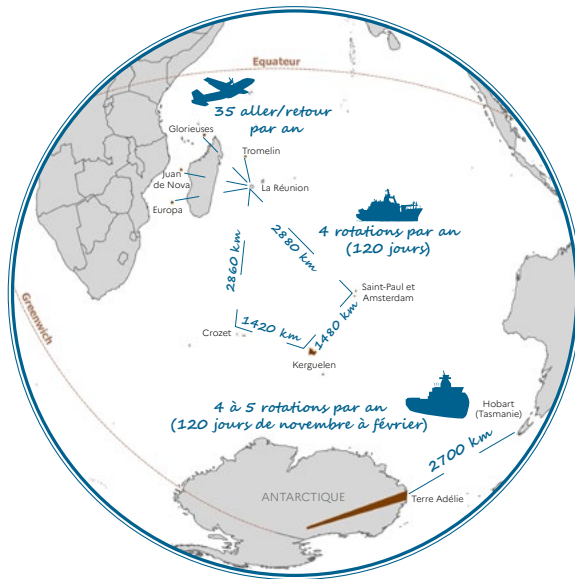 Equateur
35 aller/retour
par an
Glorieuses
Tromelin
Juan
de Nova
La Réunion
Europa
4 rotations par an
(120 jours)
2880 km
2860 km
Saint-Paul et
Amsterdam
Greenwich
1420 km
1480 km
Crozet
Kerguelen
4 à 5 rotations par an
(120 jours de novembre à février)
Hobart
(Tasmanie)
2700 km
ANTARCTIQUE
Terre Adélie